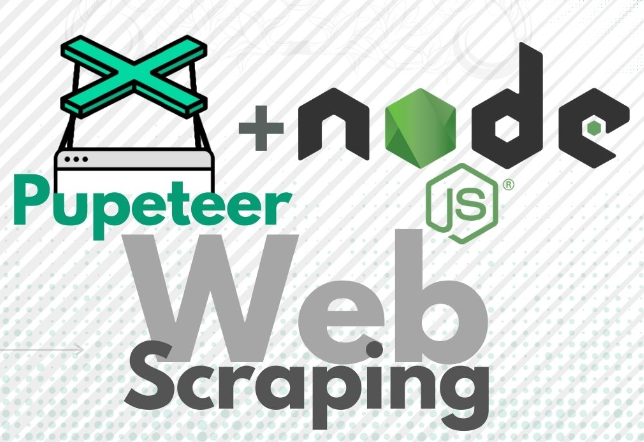 + node
JS ®
Pupeteer
Web
Scraping